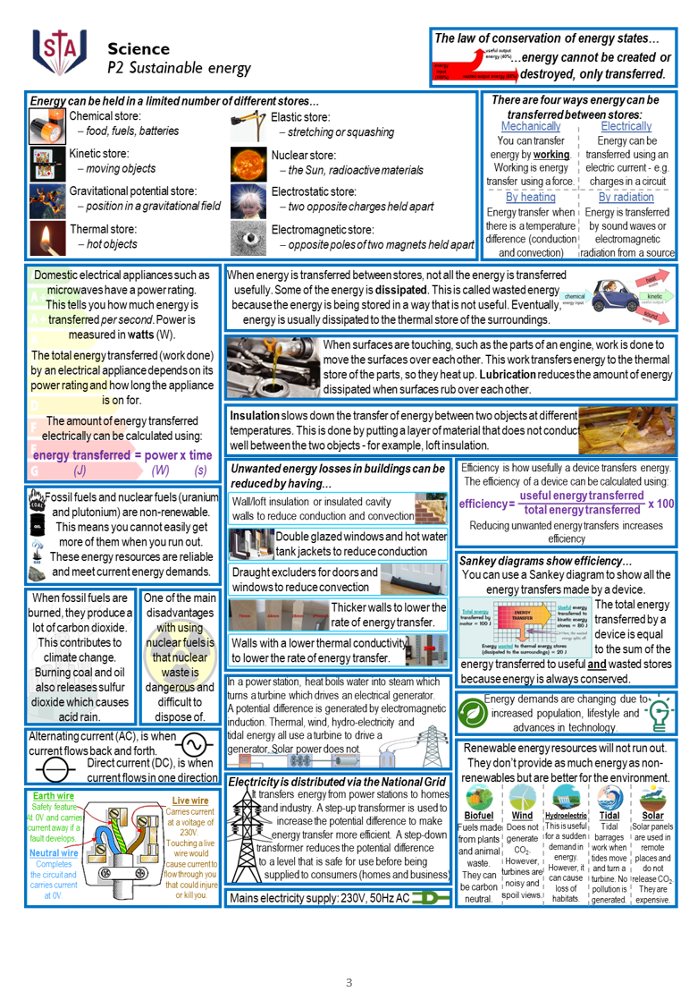 STA
Science
P2 Sustainable energy
The law of conservation of energy states…
useful output
energy (40%)
…energy cannot be created or
energy
input
(100%)
wasted output energy (60%)
destroyed, only transferred.
Energy can be held in a limited number of different stores…
Chemical store:
– food, fuels, batteries
Kinetic store:
– moving objects
Gravitational potential store:
– position in a gravitational field
Thermal store:
– hot objects
Elastic store:
– stretching or squashing
Nuclear store:
– the Sun, radioactive materials
Electrostatic store:
– two opposite charges held apart
Electromagnetic store:
– opposite poles of two magnets held apart
There are four ways energy can be
transferred between stores:
Mechanically
You can transfer
energy by working.
Working is energy
transfer using a force.
Electrically
Energy can be
transferred using an
electric current - e.g.
charges in a circuit
By heating
Energy transfer when
there is a temperature
difference (conduction
and convection)
By radiation
Energy is transferred
by sound waves or
electromagnetic
radiation from a source
Domestic electrical appliances such as
microwaves have a power rating.
This tells you how much energy is
transferred per second. Power is
measured in watts (W).
The total energy transferred (work done)
by an electrical appliance depends on its
power rating and how long the appliance
is on for.
The amount of energy transferred
electrically can be calculated using:
energy transferred = power x time
(J) (W) (s)
G
When energy is transferred between stores, not all the energy is transferred
usefully. Some of the energy is dissipated. This is called wasted energy
because the energy is being stored in a way that is not useful. Eventually,
energy is usually dissipated to the thermal store of the surroundings.
chemical
energy input
heat
waste
kinetic
useful output
sound
waste
When surfaces are touching, such as the parts of an engine, work is done to
move the surfaces over each other. This work transfers energy to the thermal
store of the parts, so they heat up. Lubrication reduces the amount of energy
dissipated when surfaces rub over each other.
Insulation slows down the transfer of energy between two objects at different
temperatures. This is done by putting a layer of material that does not conduct
well between the two objects - for example, loft insulation.
Fossil fuels and nuclear fuels (uranium
and plutonium) are non-renewable.
This means you cannot easily get
more of them when you run out.
These energy resources are reliable
and meet current energy demands.
COAL
OIL
GAS
When fossil fuels are
burned, they produce a
lot of carbon dioxide.
This contributes to
climate change.
Burning coal and oil
also releases sulfur
dioxide which causes
acid rain.
One of the main
disadvantages
with using
nuclear fuels is
that nuclear
waste is
dangerous and
difficult to
dispose of.
Alternating current (AC), is when
current flows back and forth.
Direct current (DC), is when
current flows in one direction
Earth wire
Safety feature.
At 0V and carries
current away if a
fault develops.
Neutral wire
Completes
the circuit and
carries current
at 0V.
Live wire
Carries current
at a voltage of
230V.
Touching a live
wire would
cause current to
flow through you
that could injure
or kill you.
Unwanted energy losses in buildings can be
reduced by having…
Wall/loft insulation or insulated cavity
walls to reduce conduction and convection
Double glazed windows and hot water
tank jackets to reduce conduction
Draught excluders for doors and
windows to reduce convection
Thicker walls to lower the
rate of energy transfer.
Walls with a lower thermal conductivity
to lower the rate of energy transfer.
In a power station, heat boils water into steam which
turns a turbine which drives an electrical generator.
A potential difference is generated by electromagnetic
induction. Thermal, wind, hydro-electricity and
tidal energy all use a turbine to drive a
generator. Solar power does not.
Electricity is distributed via the National Grid
It transfers energy from power stations to homes
and industry. A step-up transformer is used to
increase the potential difference to make
energy transfer more efficient. A step-down
transformer reduces the potential difference
to a level that is safe for use before being
supplied to consumers (homes and business)
Mains electricity supply: 230V, 50Hz AC
Efficiency is how usefully a device transfers energy.
The efficiency of a device can be calculated using:
efficiency = useful energy transferred / total energy transferred x 100
Reducing unwanted energy transfers increases
efficiency
Sankey diagrams show efficiency…
You can use a Sankey diagram to show all the
energy transfers made by a device.
Total energy
transferred by
motor = 100 J
ENERGY
TRANSFER
Useful energy
transferred to
kinetic energy
stores = 80 J
Energy wasted to thermal energy stores
(dissipated to the surroundings) = 20 J
The total energy
transferred by a
device is equal
to the sum of the
energy transferred to useful and wasted stores
because energy is always conserved.
Energy demands are changing due to
increased population, lifestyle and
advances in technology.
Renewable energy resources will not run out.
They don't provide as much energy as non-
renewables but are better for the environment.
Biofuel
Fuels made
from plants
and animal
waste.
They can
be carbon
neutral.
Wind
Does not
generate
CO2.
However,
turbines are
noisy and
spoil views.
Hydroelectric
This is useful
for a sudden
demand in
energy.
However, it
can cause
loss of
habitats.
Tidal
Tidal
barrages
work when
tides move
and turn a
turbine. No
pollution is
generated.
Solar
Solar panels
are used in
remote
places and
do not
release CO2.
They are
expensive.
3